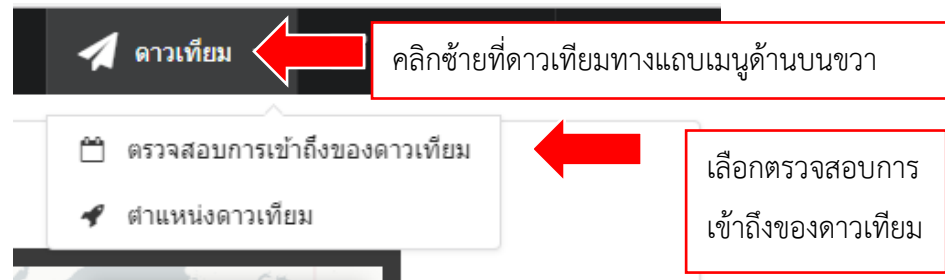 ดาวเทียม
คลิกซ้ายที่ดาวเทียมทางแถบเมนูด้านบนขวา
ตรวจสอบการเข้าถึงของดาวเทียม
ตำแหน่งดาวเทียม
เลือกตรวจสอบการ
เข้าถึงของดาวเทียม